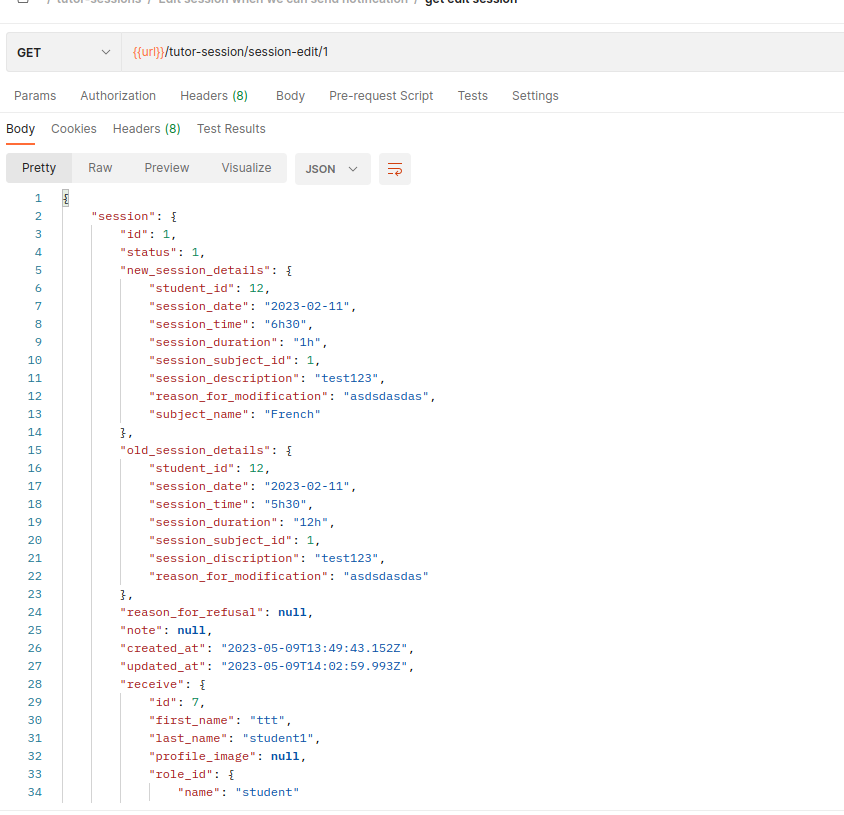 / tutor-sessions / Edit session when we can send notification / get edit session
GET {{url}}/tutor-session/session-edit/1
Params Authorization Headers (8) Body Pre-request Script Tests Settings
Body Cookies Headers (8) Test Results
Pretty Raw Preview Visualize JSON
1 {
2 "session": {
3 "id": 1,
4 "status": 1,
5 "new_session_details": {
6 "student_id": 12,
7 "session_date": "2023-02-11",
8 "session_time": "6h30",
9 "session_duration": "1h",
10 "session_subject_id": 1,
11 "session_description": "test123",
12 "reason_for_modification": "asdsdasdas",
13 "subject_name": "French"
14 },
15 "old_session_details": {
16 "student_id": 12,
17 "session_date": "2023-02-11",
18 "session_time": "5h30",
19 "session_duration": "12h",
20 "session_subject_id": 1,
21 "session_discription": "test123",
22 "reason_for_modification": "asdsdasdas"
23 },
24 "reason_for_refusal": null,
25 "note": null,
26 "created_at": "2023-05-09T13:49:43.152Z",
27 "updated_at": "2023-05-09T14:02:59.993Z",
28 "receive": {
29 "id": 7,
30 "first_name": "ttt",
31 "last_name": "student1",
32 "profile_image": null,
33 "role_id": {
34 "name": "student"